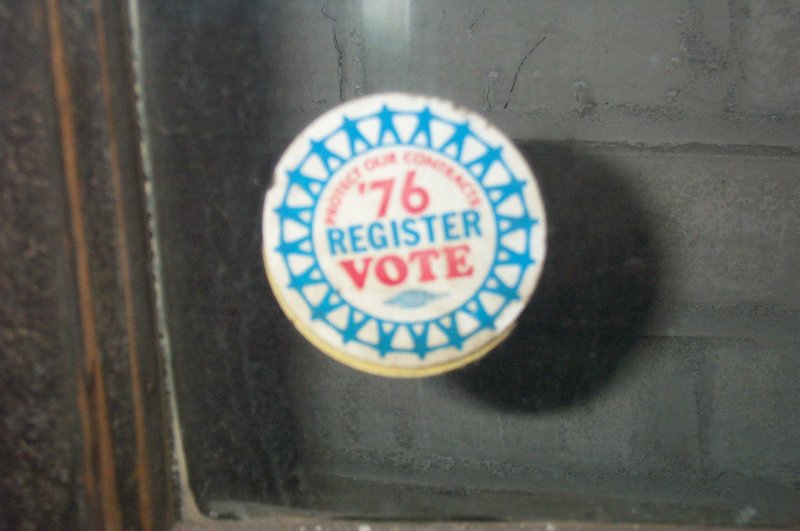 PROTECT OUR CONTRACTS
'76
REGISTER
VOTE